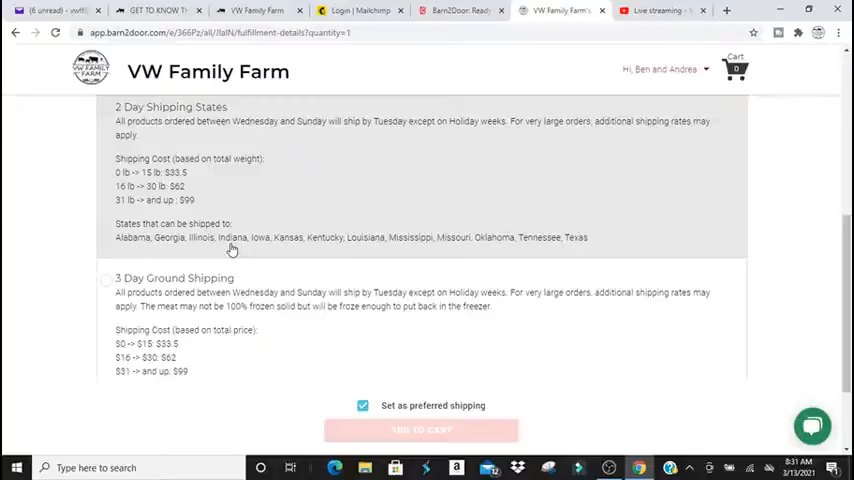 (6 unread) - vwffl
GET TO KNOW TH
VW Family Farm
Login | Mailchimp
Barn2Door. Ready
VW Family Farm's
Live streaming -
app.barn2door.com/e/366Pz/all/JlalN/fulfillment-details?quantity=1
VW Family Farm
Hi, Ben and Andrea
Cart
0
2 Day Shipping States
All products ordered between Wednesday and Sunday will ship by Tuesday except on Holiday weeks. For very large orders, additional shipping rates may
apply.
Shipping Cost (based on total weight):
0 lb -> 15 lb: $33.5
16 lb -> 30 lb: $62
31 lb -> and up : $99
States that can be shipped to:
Alabama, Georgia, Illinois, Indiana, Iowa, Kansas, Kentucky, Louisiana, Mississippi, Missouri, Oklahoma, Tennessee, Texas
3 Day Ground Shipping
All products ordered between Wednesday and Sunday will ship by Tuesday except on Holiday weeks. For very large orders, additional shipping rates may
apply. The meat may not be 100% frozen solid but will be froze enough to put back in the freezer.
Shipping Cost (based on total price):
$0 -> $15: $33.5
$16 -> $30: $62
$31 -> and up: $99
Set as preferred shipping
ADD TO CART
Type here to search
12
8:31 AM
3/13/2021